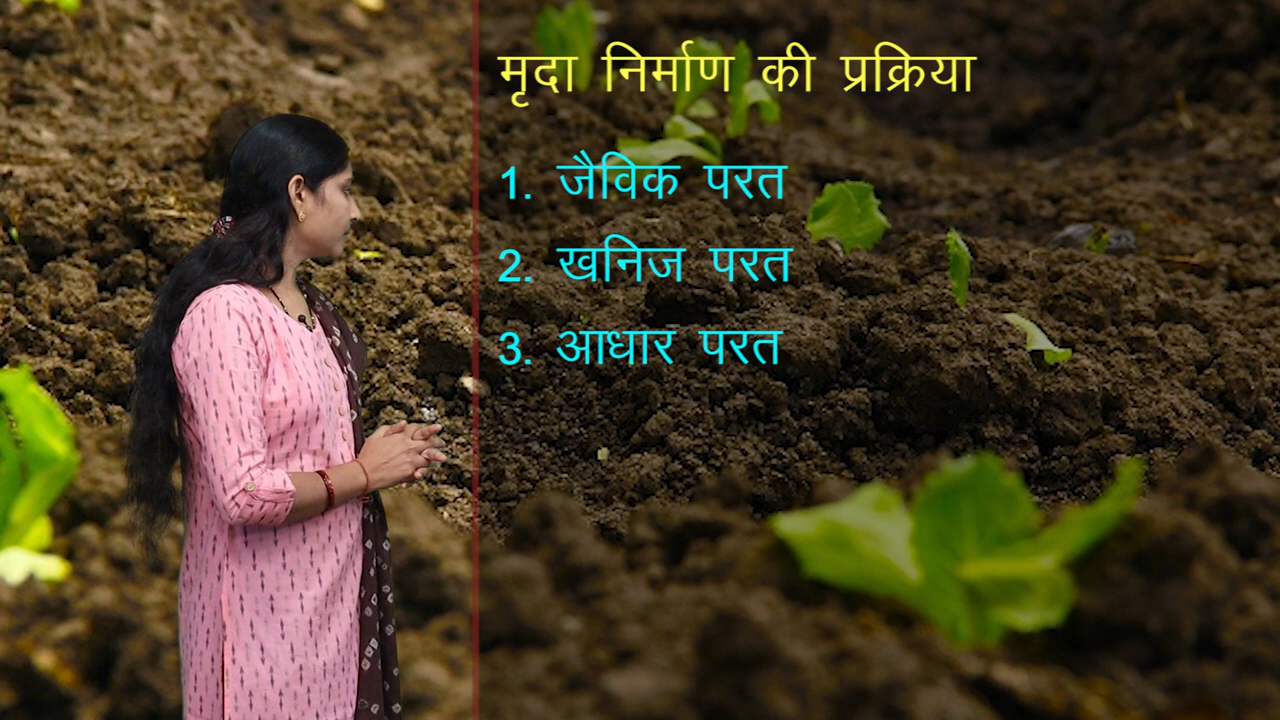 मृदा निर्माण की प्रक्रिया
1. जैविक परत
2. खनिज परत
3. आधार परत